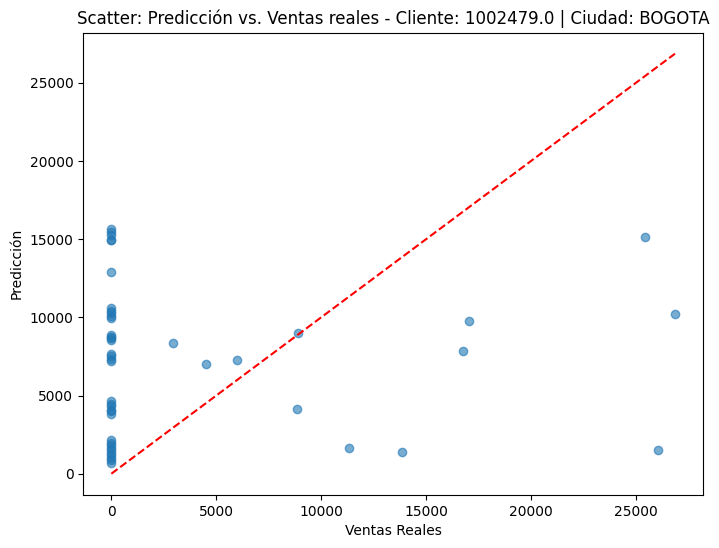 Scatter: Predicción vs. Ventas reales - Cliente: 1002479.0 | Ciudad: BOGOTA
25000
20000
15000
10000
5000
0
Predicción
0 5000 10000 15000 20000 25000
Ventas Reales